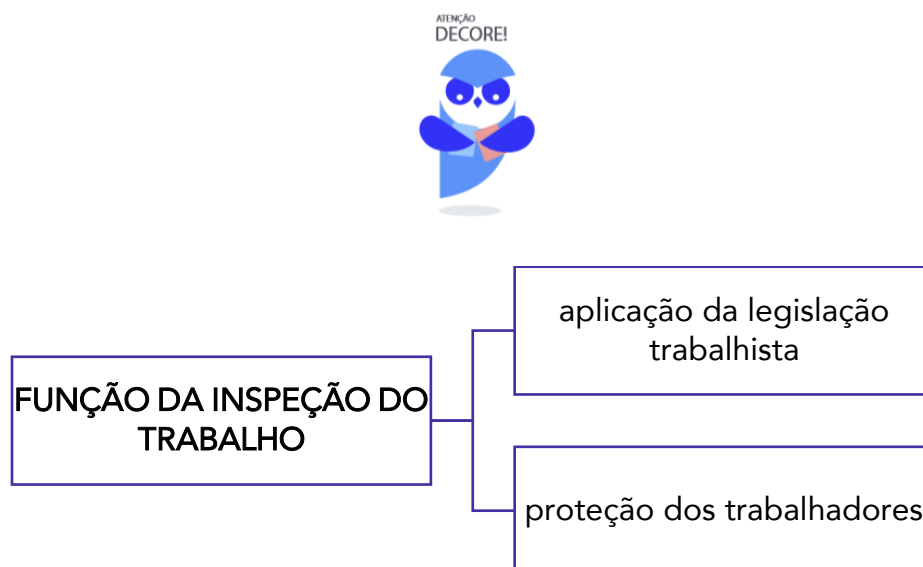 ATENÇÃO
DECORE!
FUNÇÃO DA INSPEÇÃO DO
TRABALHO
aplicação da legislação
trabalhista
proteção dos trabalhadores